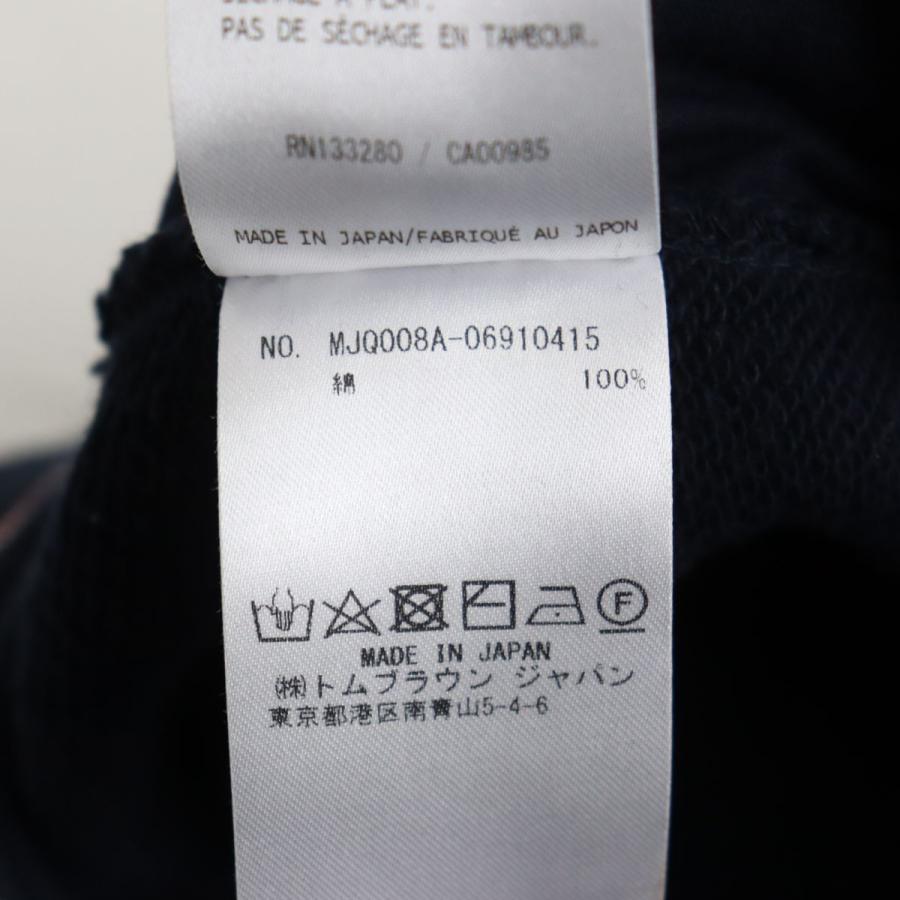 SÉCHAGE À PLAT.
PAS DE SÉCHAGE EN TAMBOUR.
RN133280 / CA00985
MADE IN JAPAN/FABRIQUÉ AU JAPON
NO. MJQ008A-06910415
綿 100%
F
MADE IN JAPAN
㈱トムブラウン ジャパン
東京都港区南青山5-4-6